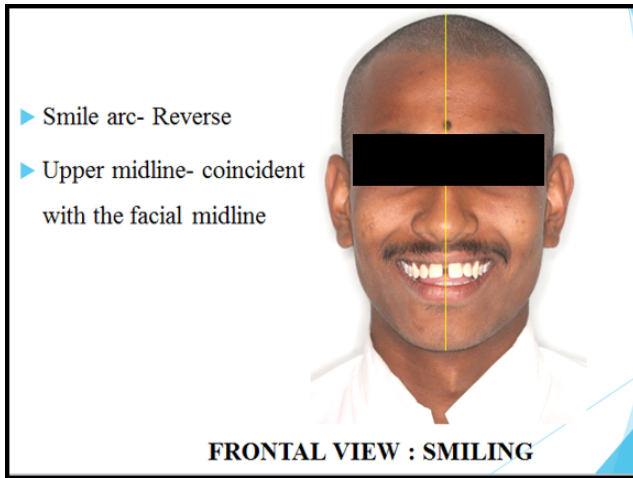 Smile arc- Reverse
Upper midline- coincident
with the facial midline
FRONTAL VIEW : SMILING